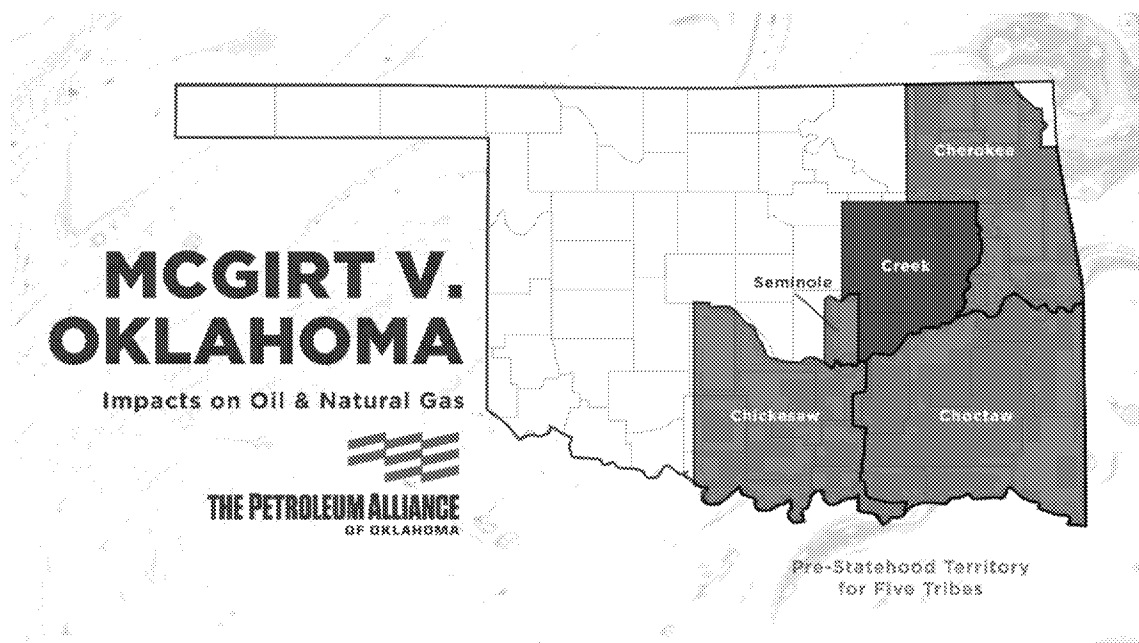 MCGIRT V.
OKLAHOMA
Impacts on Oil & Natural Gas
THE PETROLEUM ALLIANCE
OF OKLAHOMA
Cherokee
Creek
Seminole
Chickasaw
Choctaw
Pre-Statehood Territory
for Five Tribes